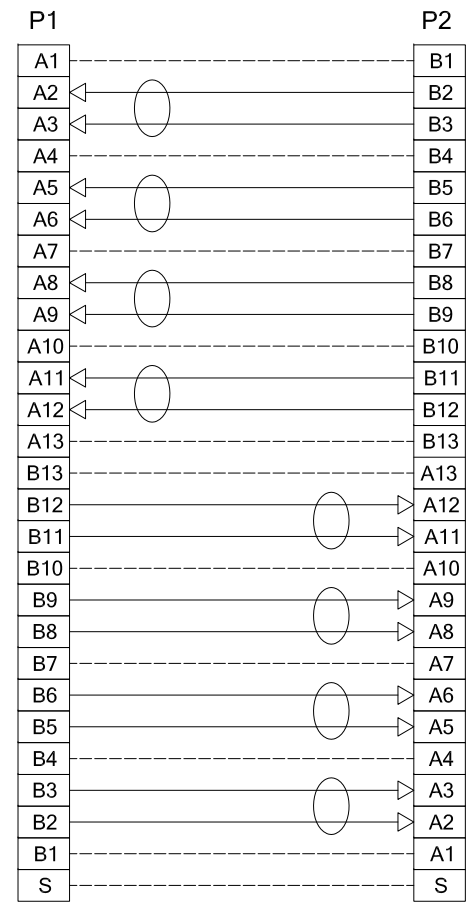 P1 P2
A1 B1
A2 B2
A3 B3
A4 B4
A5 B5
A6 B6
A7 B7
A8 B8
A9 B9
A10 B10
A11 B11
A12 B12
A13 B13
B13 A13
B12 A12
B11 A11
B10 A10
B9 A9
B8 A8
B7 A7
B6 A6
B5 A5
B4 A4
B3 A3
B2 A2
B1 A1
S S